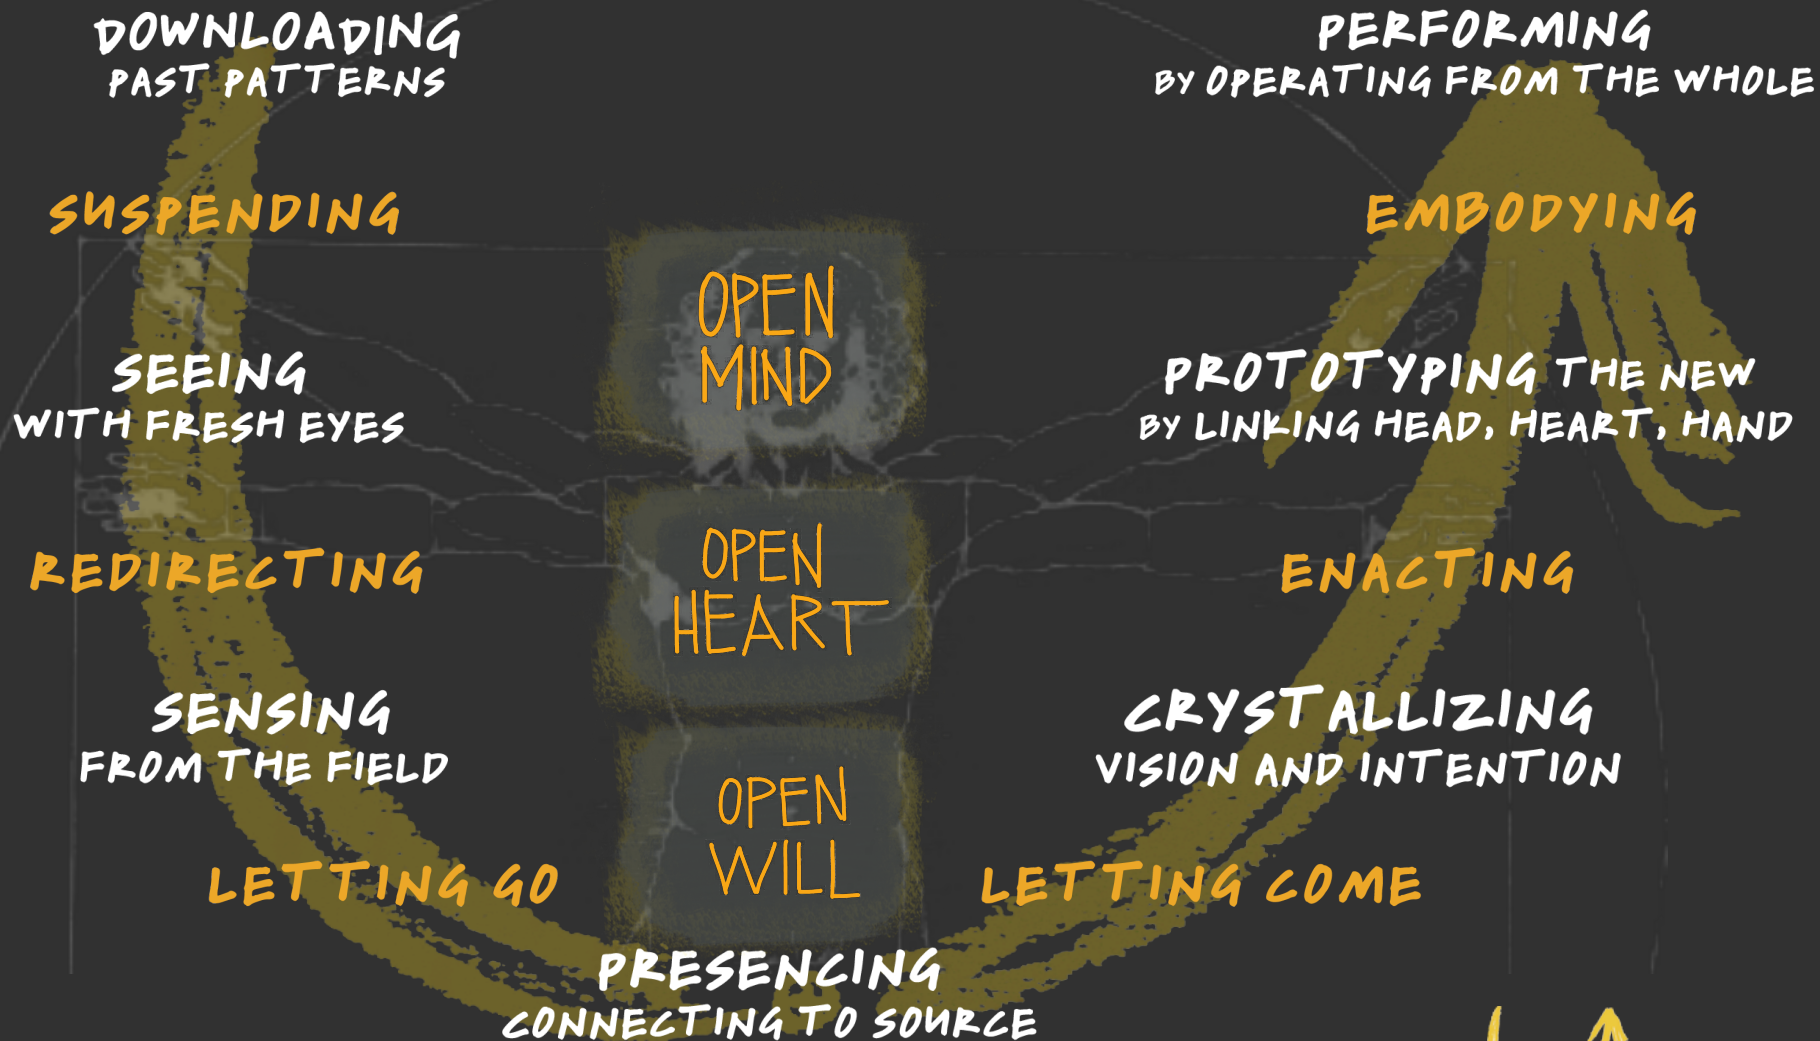 DOWNLOADING
PAST PATTERNS
SUSPENDING
SEEING
WITH FRESH EYES
REDIRECTING
SENSING
FROM THE FIELD
LETTING GO
OPEN
MIND
OPEN
HEART
OPEN
WILL
PRESENCING
CONNECTING TO SOURCE
PERFORMING
BY OPERATING FROM THE WHOLE
EMBODYING
PROTOTYPING THE NEW
BY LINKING HEAD, HEART, HAND
ENACTING
CRYSTALLIZING
VISION AND INTENTION
LETTING COME